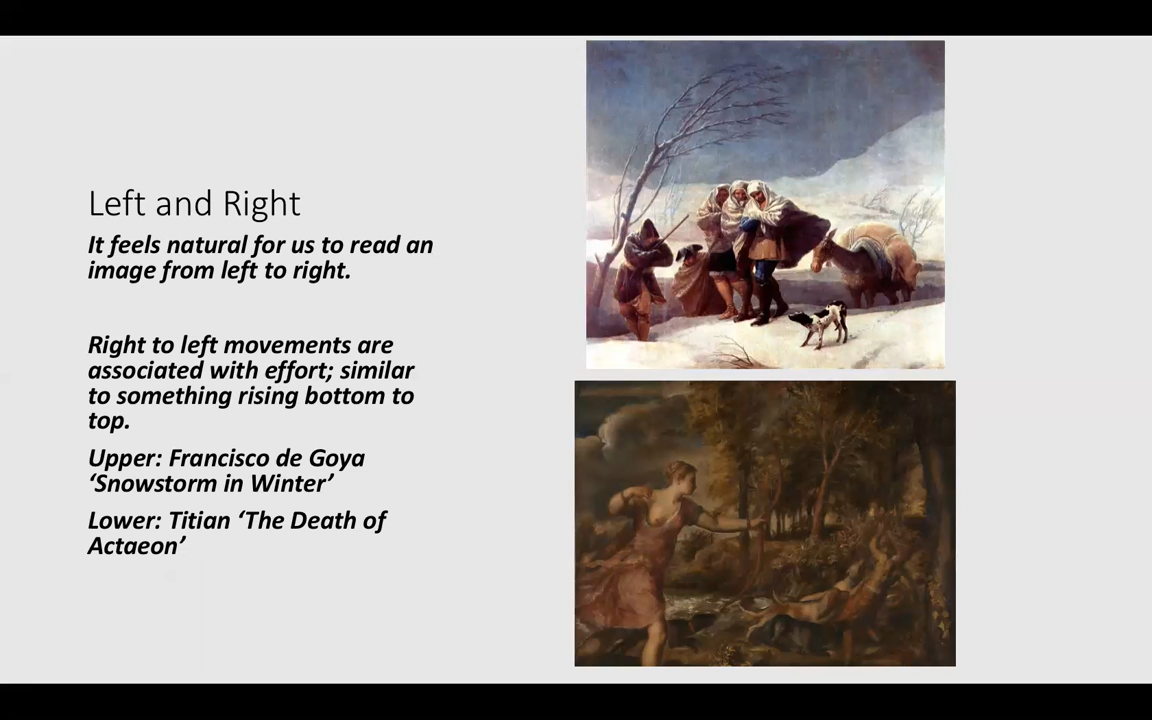 Left and Right
It feels natural for us to read an
image from left to right.
Right to left movements are
associated with effort; similar
to something rising bottom to
top.
Upper: Francisco de Goya
‘Snowstorm in Winter’
Lower: Titian ‘The Death of
Actaeon’